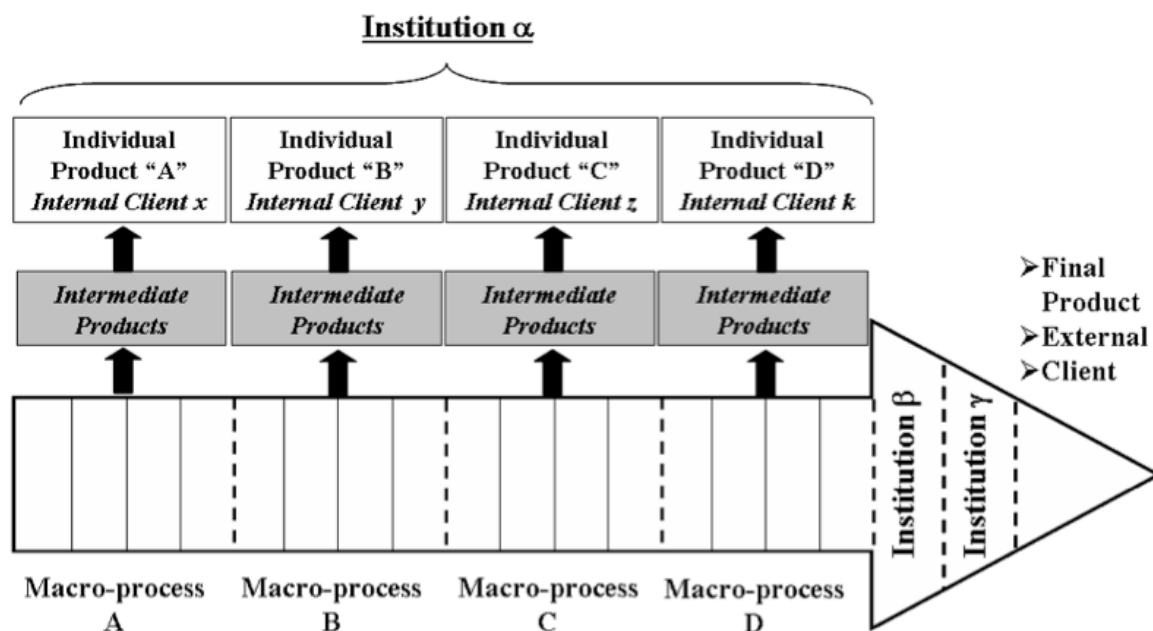 Institution α
Individual
Product “A”
Internal Client x
Individual
Product “B”
Internal Client y
Individual
Product “C”
Internal Client z
Individual
Product “D”
Internal Client k
Intermediate
Products
Intermediate
Products
Intermediate
Products
Intermediate
Products
➢Final
Product
➢External
➢Client
Institution β
Institution γ
Macro-process
A
Macro-process
B
Macro-process
C
Macro-process
D